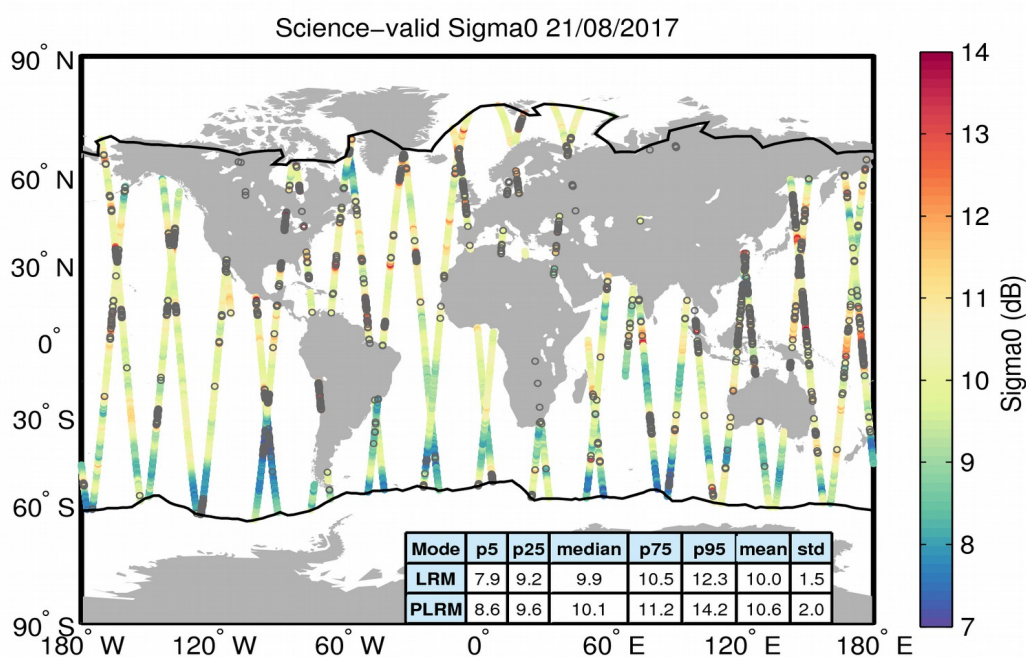 Science−valid Sigma0 21/08/2017
90° N
60° N
30° N
0°
30° S
60° S
90° S
180° W
120° W
60° W
0°
60° E
120° E
180° E
14
13
12
11
10
9
8
7
Sigma0 (dB)
Mode p5 p25 median p75 p95 mean std
LRM 7.9 9.2 9.9 10.5 12.3 10.0 1.5
PLRM 8.6 9.6 10.1 11.2 14.2 10.6 2.0